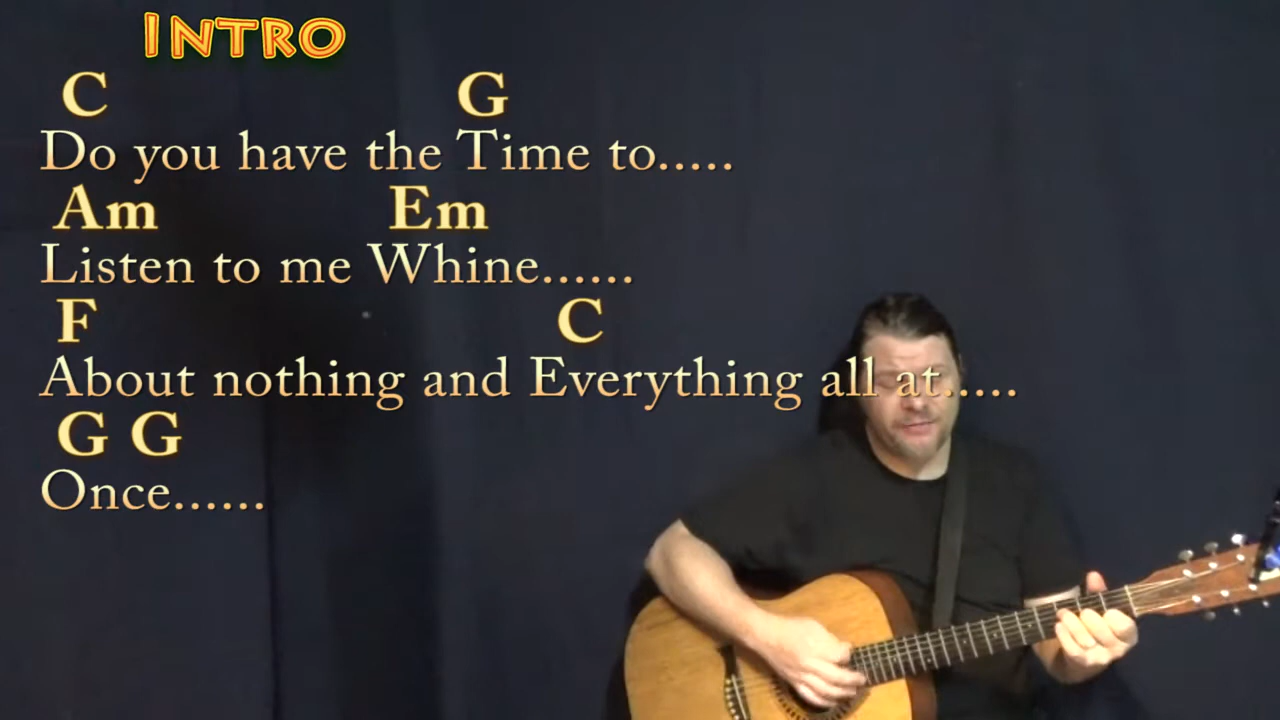 INTRO
C G
Do you have the Time to.....
Am Em
Listen to me Whine......
F C
About nothing and Everything all at.....
G G
Once......